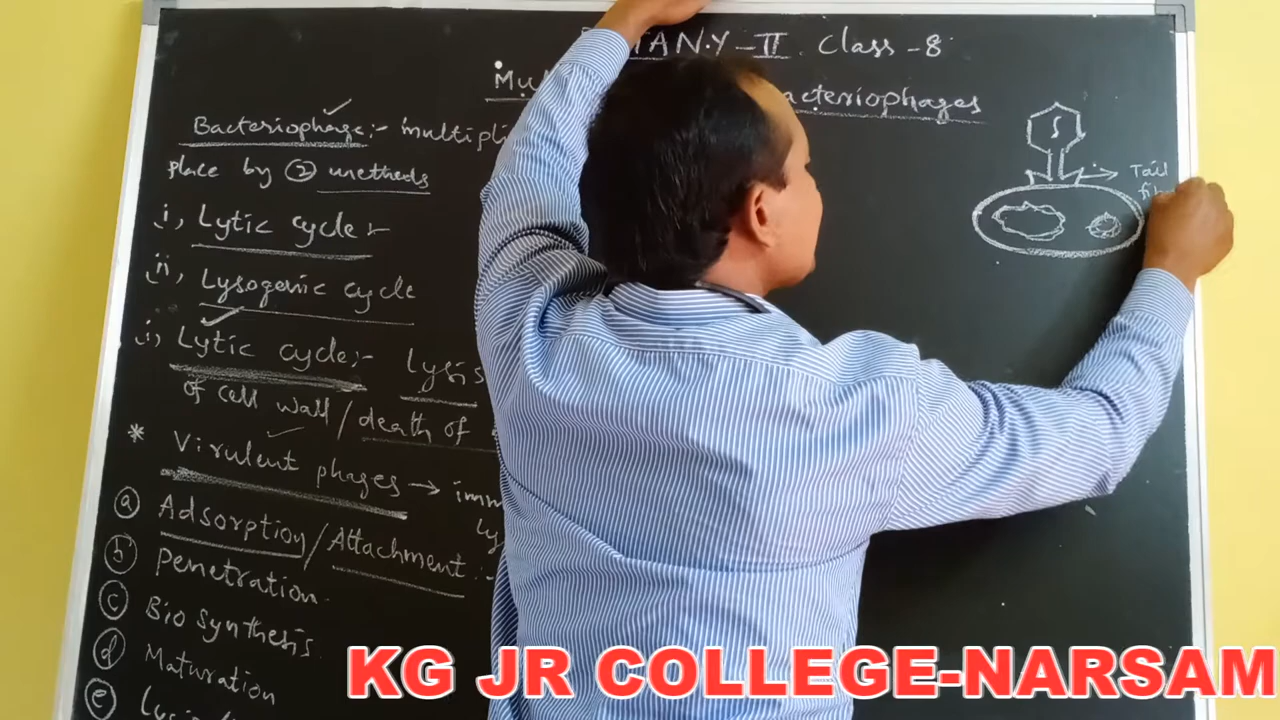 TANY-II. Class-8
Mul acteriophages
Bacteriophage:- multipli
place by ② methods
i, Lytic cycle:-
ii, Lysogenic cycle
i, Lytic cycle:- Lysis
of cell wall/death of
* Virulent phages → imm
ly
ⓐ Adsorption/Attachment:-
ⓑ Penetration.
ⓒ Bio synthesis.
ⓓ Maturation
ⓔ
Tail
KG JR COLLEGE-NARSAM